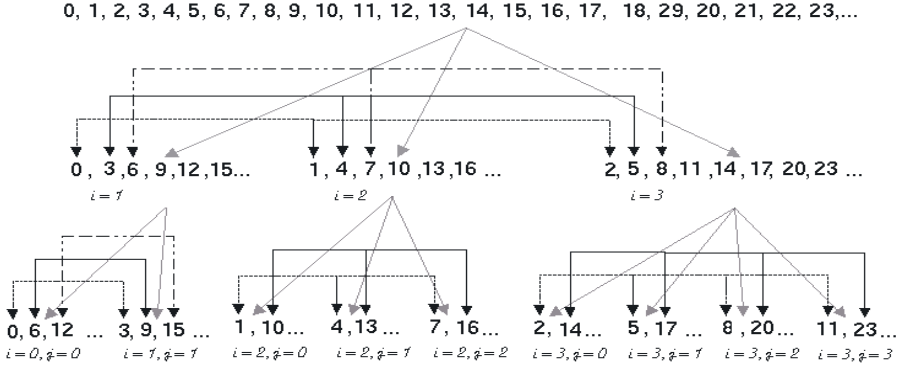 0, 1, 2, 3, 4, 5, 6, 7, 8, 9, 10, 11, 12, 13, 14, 15, 16, 17, 18, 29, 20, 21, 22, 23,...
0, 3,6, 9,12,15... 1, 4, 7, 10 ,13,16 ... 2, 5, 8,11 ,14, 17, 20,23 ...
i = 1 i = 2 i = 3
0, 6, 12 ... 3, 9, 15 ... 1, 10... 4, 13... 7, 16... 2, 14... 5, 17... 8, 20... 11, 23...
i = 0, j = 0 i = 1, j = 1 i = 2, j = 0 i = 2, j = 1 i = 2, j = 2 i = 3, j = 0 i = 3, j = 1 i = 3, j = 2 i = 3, j = 3